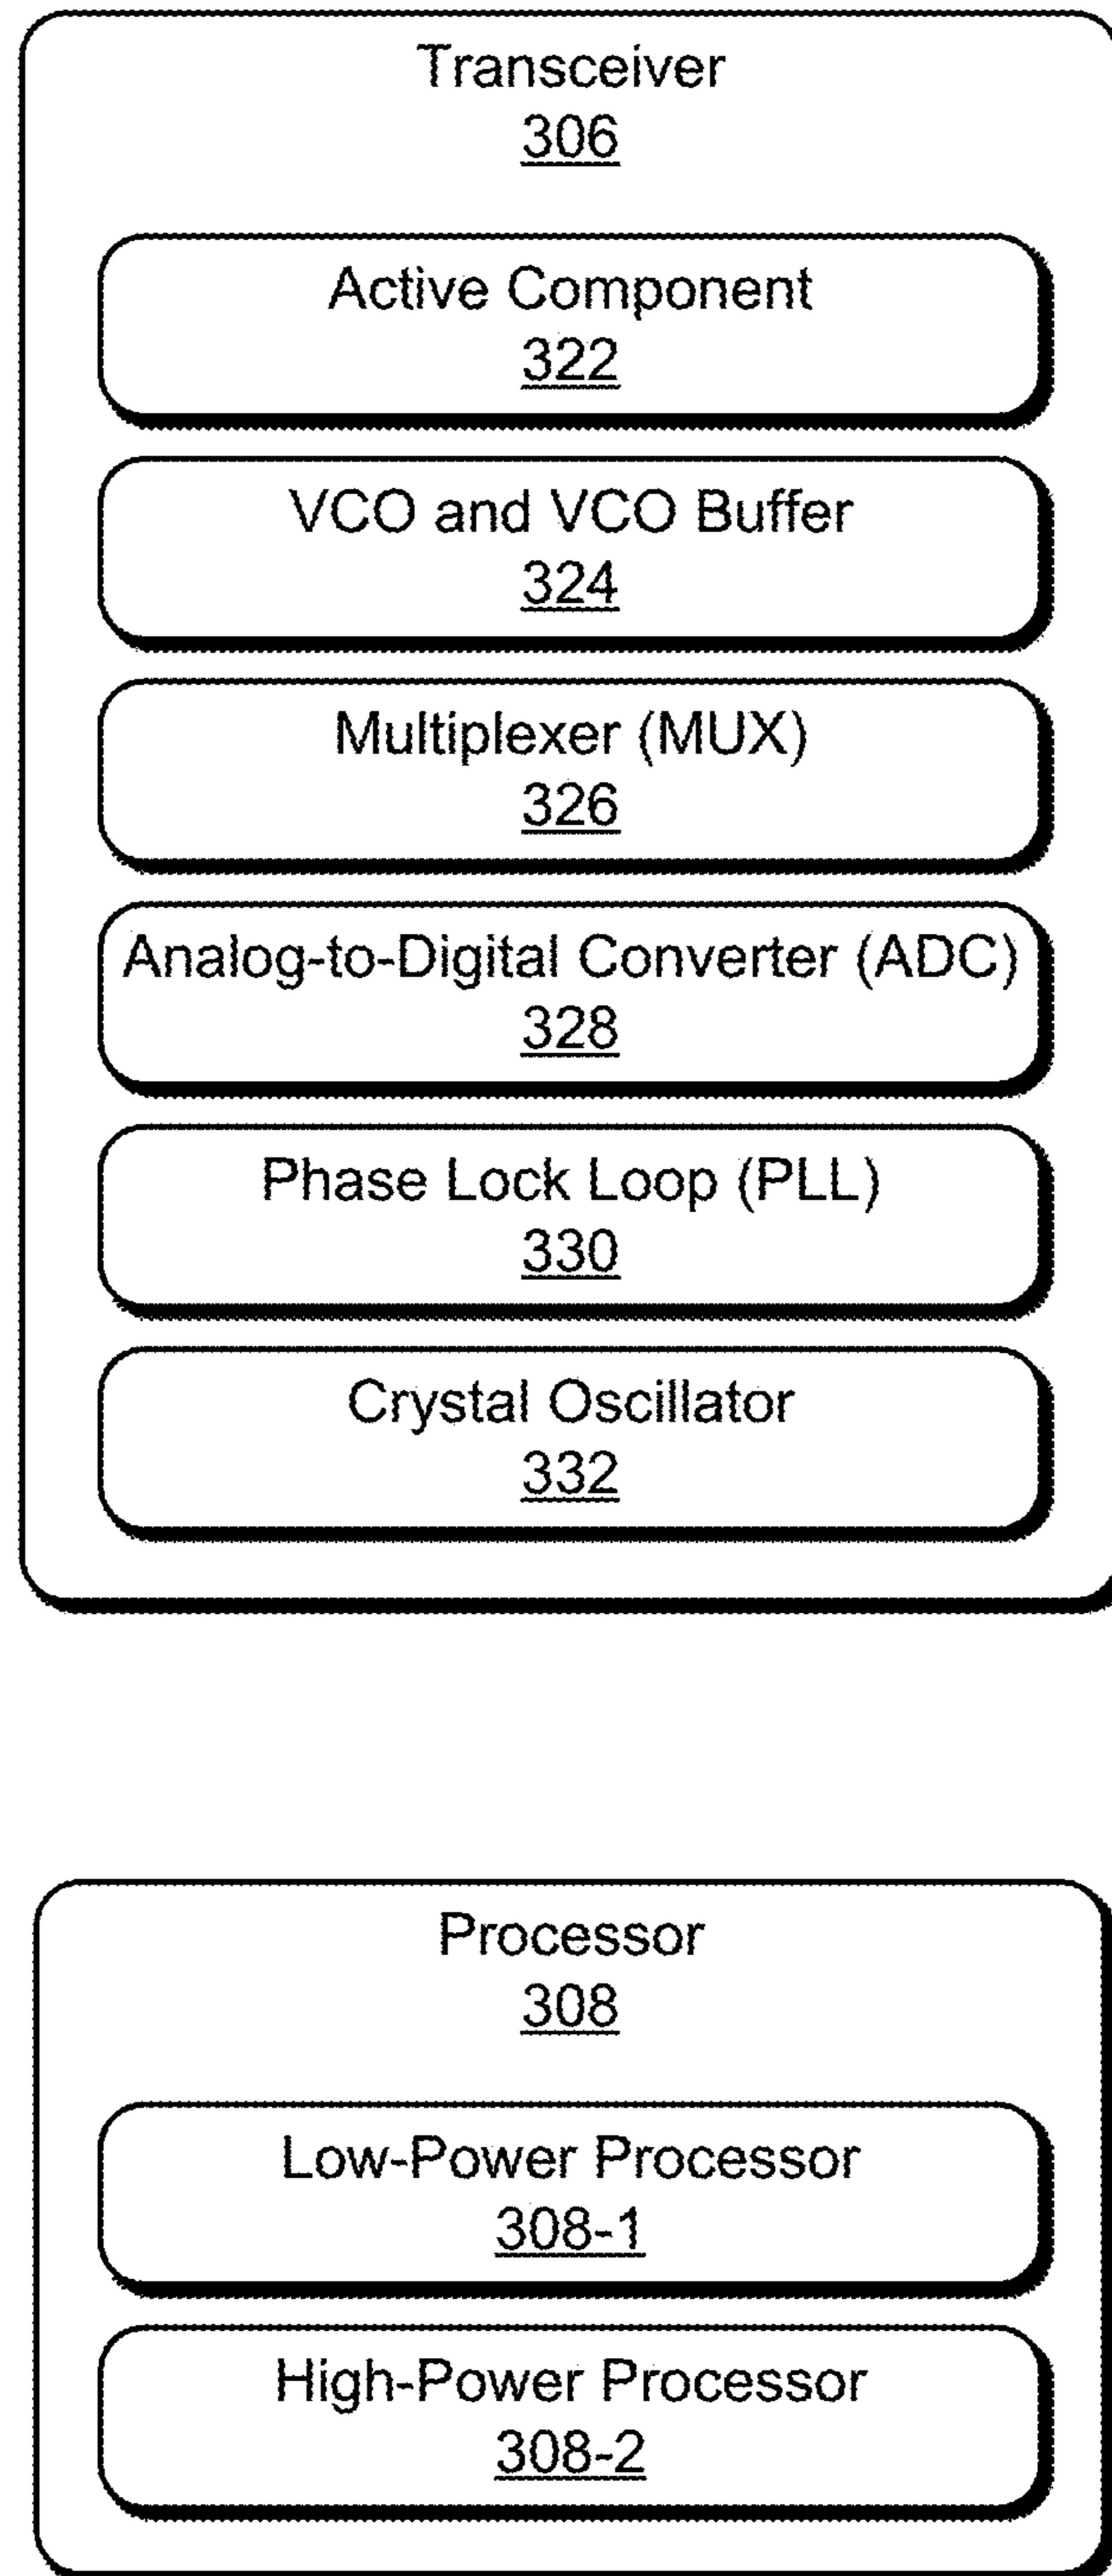 Transceiver
306
Active Component
322
VCO and VCO Buffer
324
Multiplexer (MUX)
326
Analog-to-Digital Converter (ADC)
328
Phase Lock Loop (PLL)
330
Crystal Oscillator
332
Processor
308
Low-Power Processor
308-1
High-Power Processor
308-2